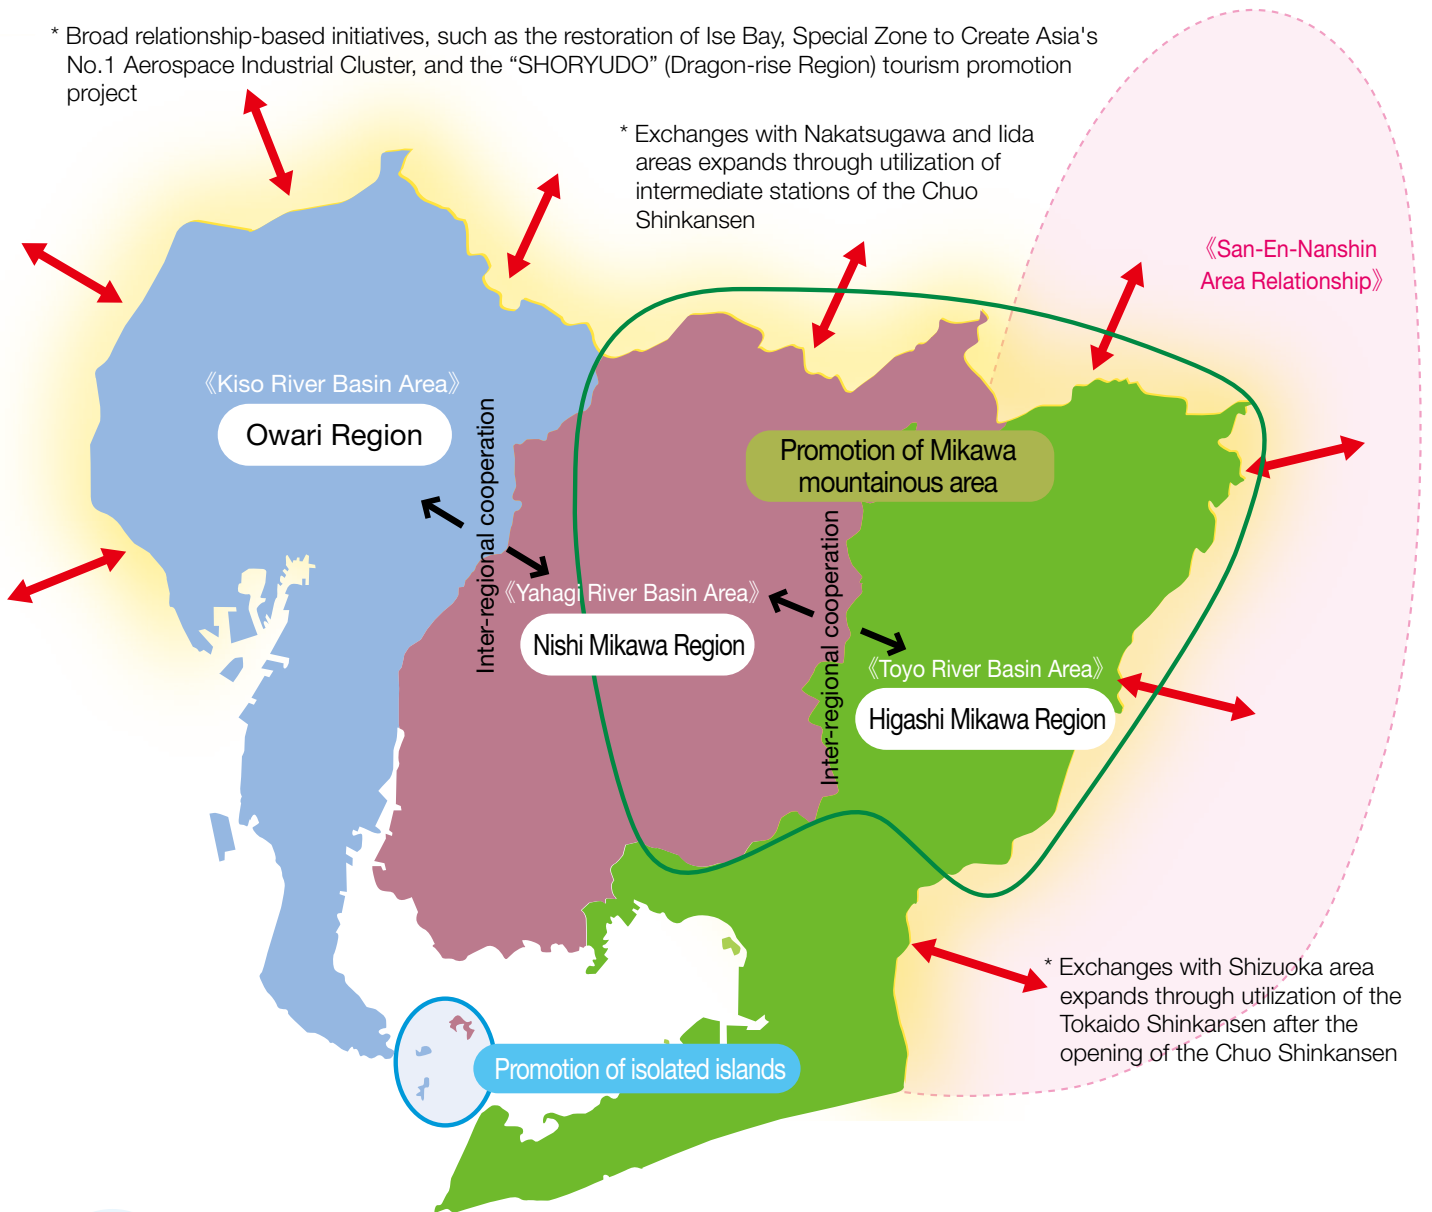 * Broad relationship-based initiatives, such as the restoration of Ise Bay, Special Zone to Create Asia's
No.1 Aerospace Industrial Cluster, and the “SHORYUDO” (Dragon-rise Region) tourism promotion
project
* Exchanges with Nakatsugawa and Iida
areas expands through utilization of
intermediate stations of the Chuo
Shinkansen
《San-En-Nanshin
Area Relationship》
《Kiso River Basin Area》
Owari Region
Inter-regional cooperation
Promotion of Mikawa
mountainous area
《Yahagi River Basin Area》
Nishi Mikawa Region
Inter-regional cooperation
《Toyo River Basin Area》
Higashi Mikawa Region
* Exchanges with Shizuoka area
expands through utilization of the
Tokaido Shinkansen after the
opening of the Chuo Shinkansen
Promotion of isolated islands